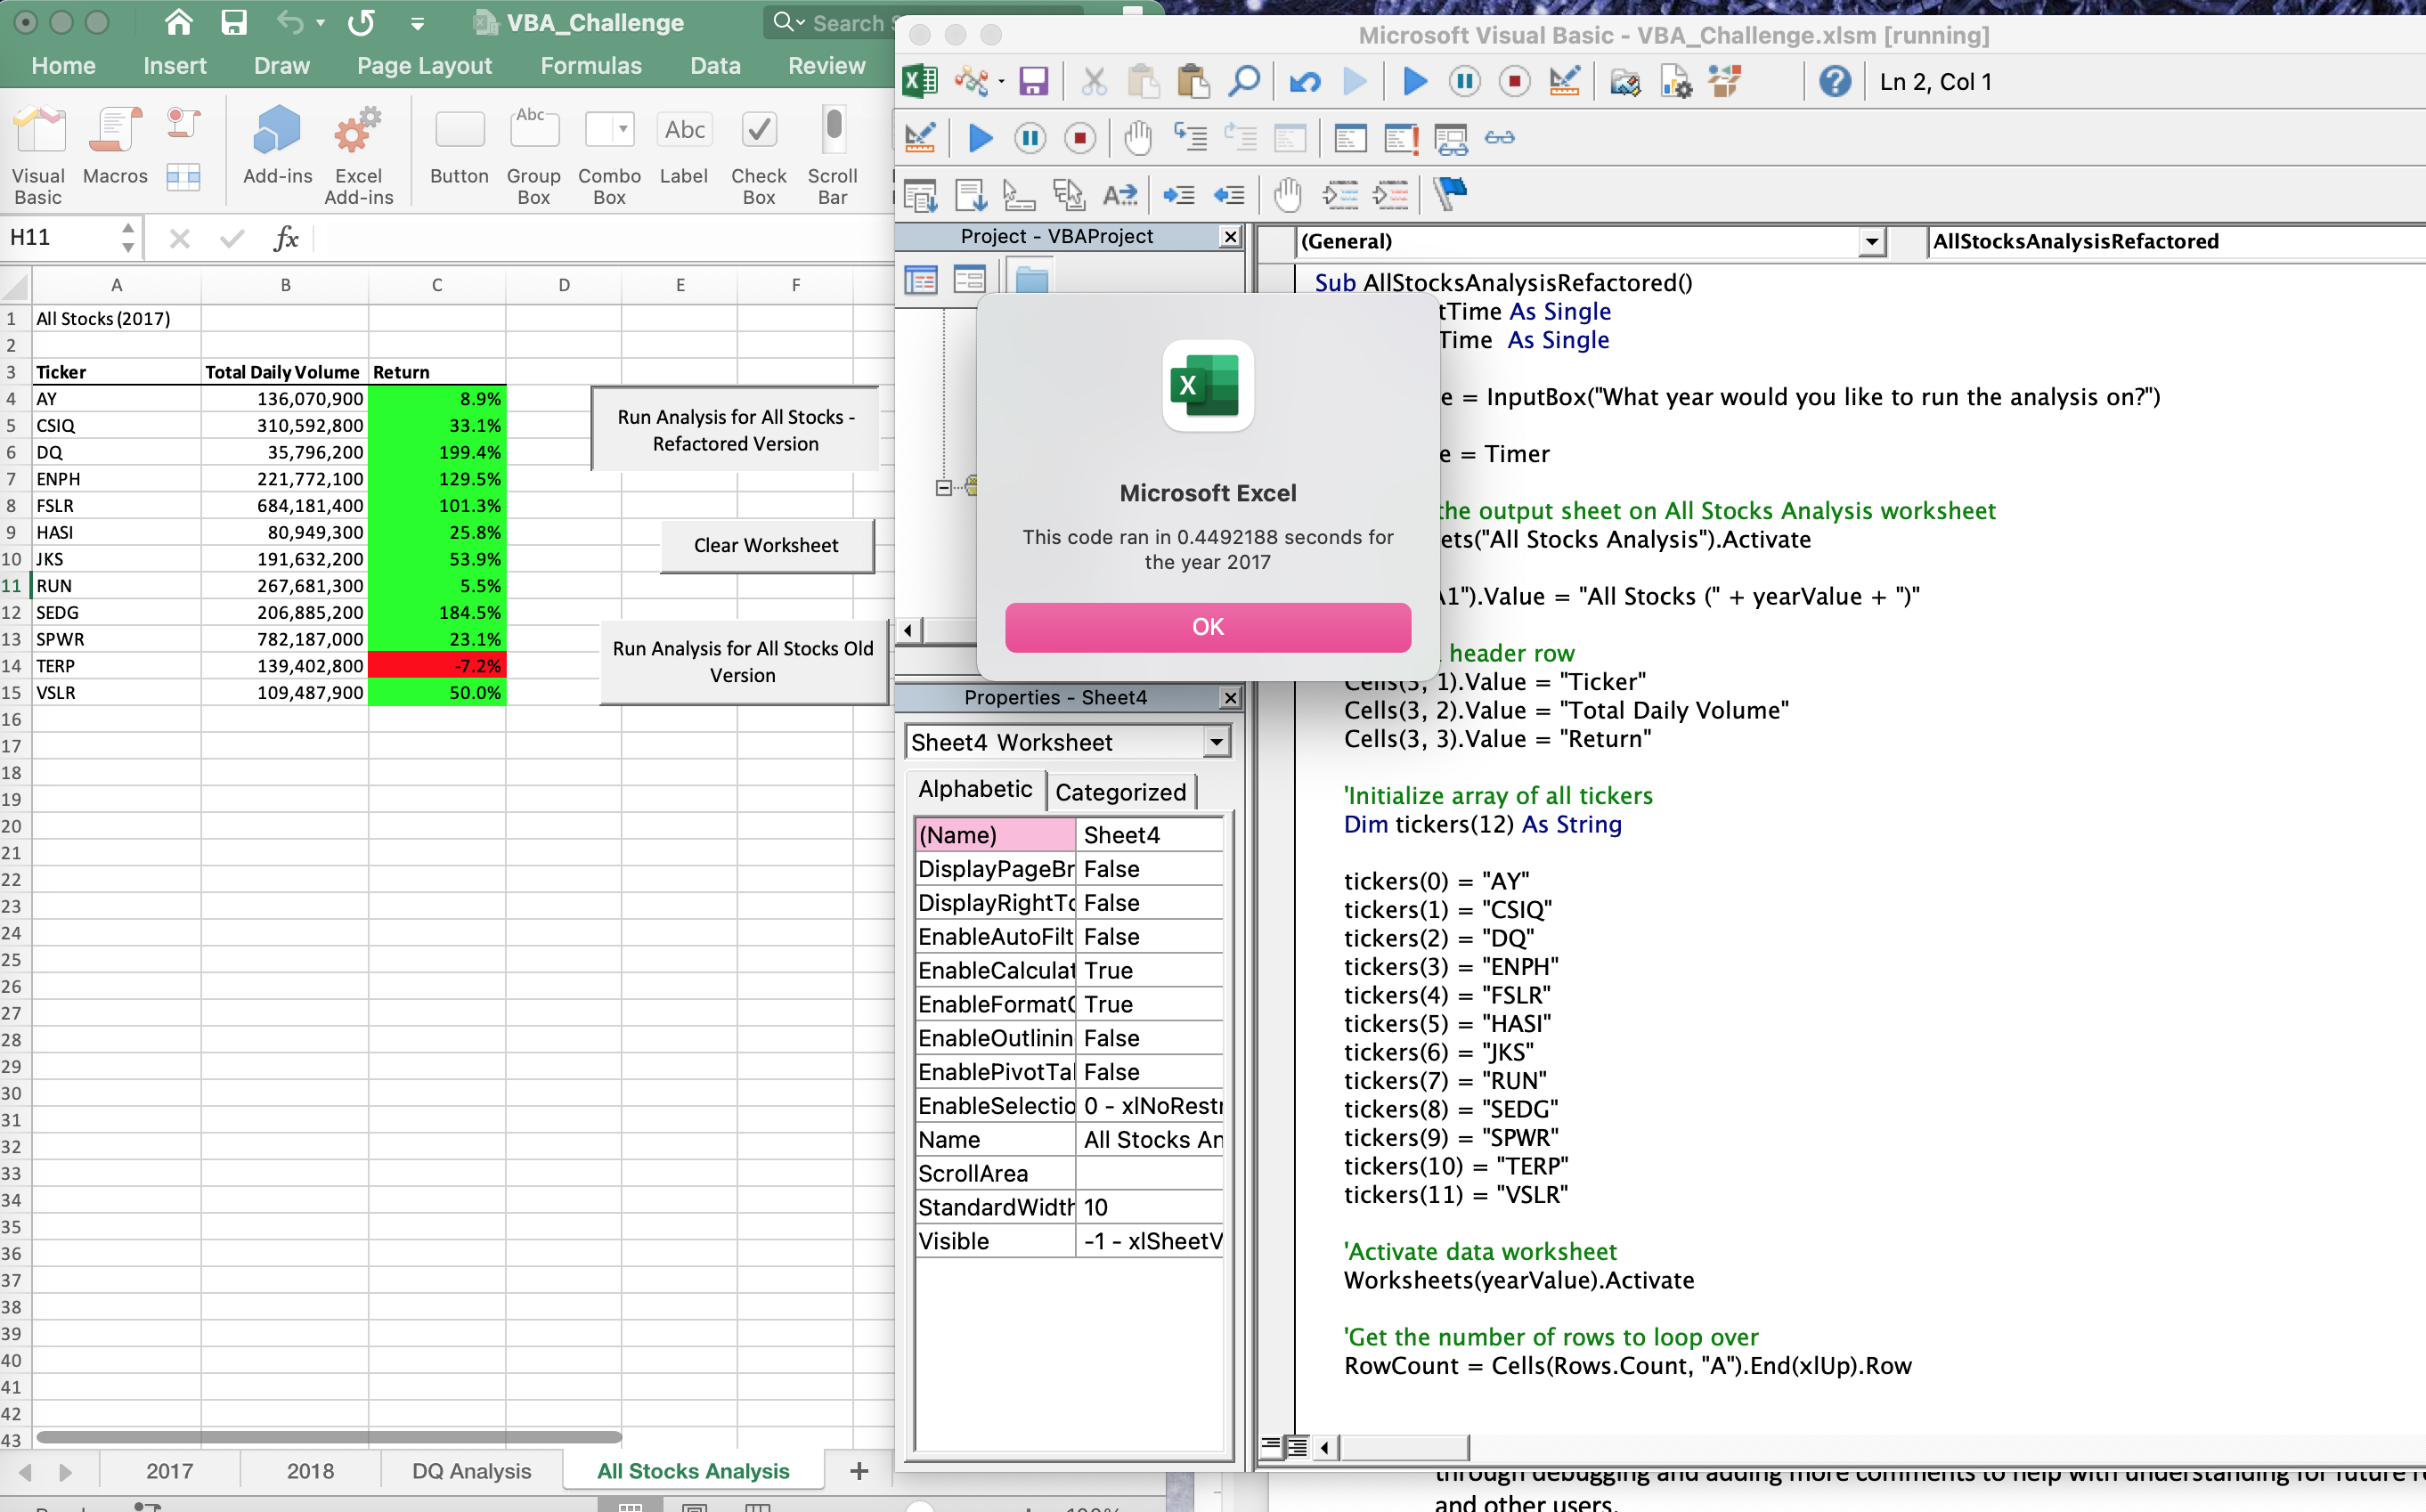 VBA_Challenge
Search
Home Insert Draw Page Layout Formulas Data Review
Visual Basic
Macros
Add-ins
Excel Add-ins
Button
Group Box
Combo Box
Label
Check Box
Scroll Bar
Abc
Abc
H11
fx
A B C D E F
1 All Stocks (2017)
2
3 Ticker Total Daily Volume Return
4 AY 136,070,900 8.9%
5 CSIQ 310,592,800 33.1%
6 DQ 35,796,200 199.4%
7 ENPH 221,772,100 129.5%
8 FSLR 684,181,400 101.3%
9 HASI 80,949,300 25.8%
10 JKS 191,632,200 53.9%
11 RUN 267,681,300 5.5%
12 SEDG 206,885,200 184.5%
13 SPWR 782,187,000 23.1%
14 TERP 139,402,800 -7.2%
15 VSLR 109,487,900 50.0%
16
17
18
19
20
21
22
23
24
25
26
27
28
29
30
31
32
33
34
35
36
37
38
39
40
41
42
43
Run Analysis for All Stocks -
Refactored Version
Clear Worksheet
Run Analysis for All Stocks Old
Version
2017 2018 DQ Analysis All Stocks Analysis +
Microsoft Visual Basic - VBA_Challenge.xlsm [running]
Ln 2, Col 1
Project - VBAProject
(General)
AllStocksAnalysisRefactored
Microsoft Excel
This code ran in 0.4492188 seconds for
the year 2017
OK
Properties - Sheet4
Sheet4 Worksheet
Alphabetic Categorized
(Name) Sheet4
DisplayPageBr False
DisplayRightTo False
EnableAutoFilt False
EnableCalculat True
EnableFormatC True
EnableOutlinin False
EnablePivotTal False
EnableSelectio 0 - xlNoRestr
Name All Stocks An
ScrollArea
StandardWidth 10
Visible -1 - xlSheetV
Sub AllStocksAnalysisRefactored()
tTime As Single
Time As Single
e = InputBox("What year would you like to run the analysis on?")
e = Timer
the output sheet on All Stocks Analysis worksheet
ets("All Stocks Analysis").Activate
A1").Value = "All Stocks (" + yearValue + ")"
header row
Cells(3, 1).Value = "Ticker"
Cells(3, 2).Value = "Total Daily Volume"
Cells(3, 3).Value = "Return"
'Initialize array of all tickers
Dim tickers(12) As String
tickers(0) = "AY"
tickers(1) = "CSIQ"
tickers(2) = "DQ"
tickers(3) = "ENPH"
tickers(4) = "FSLR"
tickers(5) = "HASI"
tickers(6) = "JKS"
tickers(7) = "RUN"
tickers(8) = "SEDG"
tickers(9) = "SPWR"
tickers(10) = "TERP"
tickers(11) = "VSLR"
'Activate data worksheet
Worksheets(yearValue).Activate
'Get the number of rows to loop over
RowCount = Cells(Rows.Count, "A").End(xlUp).Row
through debugging and adding more comments to help with understanding for future
and other users.